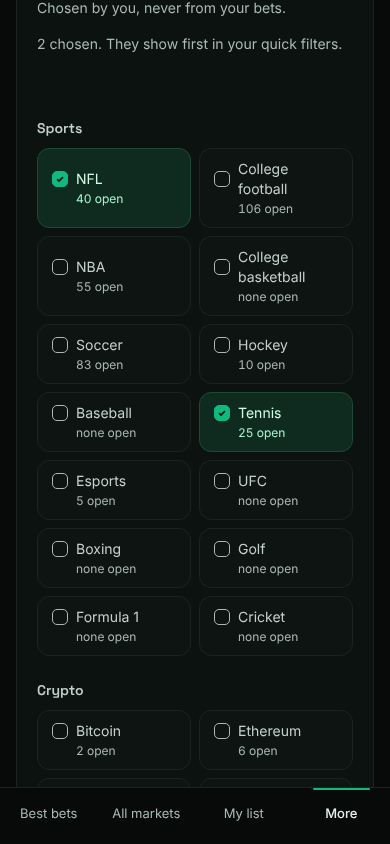 Chosen by you, never from your bets.
2 chosen. They show first in your quick filters.
Sports
NFL
40 open
College
football
106 open
NBA
55 open
College
basketball
none open
Soccer
83 open
Hockey
10 open
Baseball
none open
Tennis
25 open
Esports
5 open
UFC
none open
Boxing
none open
Golf
none open
Formula 1
none open
Cricket
none open
Crypto
Bitcoin
2 open
Ethereum
6 open
Best bets
All markets
My list
More